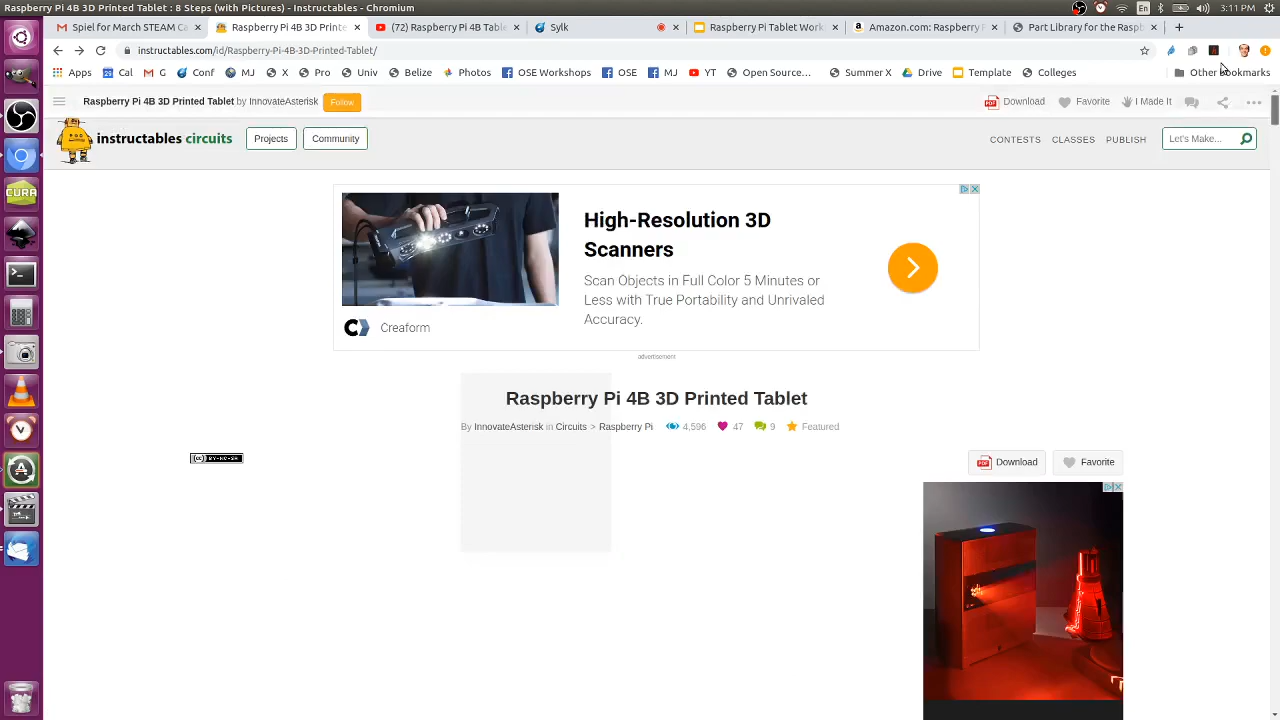 Raspberry Pi 4B 3D Printed Tablet : 8 Steps (with Pictures) - Instructables - Chromium
En
3:11 PM
Spiel for March STEAM Ca
Raspberry Pi 4B 3D Printe
(72) Raspberry Pi 4B Table
Sylk
Raspberry Pi Tablet Work
Amazon.com: Raspberry P
Part Library for the Raspb
instructables.com/id/Raspberry-Pi-4B-3D-Printed-Tablet/
Apps
Cal
G
Conf
MJ
X
Pro
Univ
Belize
Photos
OSE Workshops
OSE
MJ
YT
Open Source...
Summer X
Drive
Template
Colleges
Other Bookmarks
Raspberry Pi 4B 3D Printed Tablet by InnovateAsterisk
Follow
Download
Favorite
I Made It
instructables circuits
Projects
Community
CONTESTS
CLASSES
PUBLISH
Let's Make...
High-Resolution 3D
Scanners
Scan Objects in Full Color 5 Minutes or
Less with True Portability and Unrivaled
Accuracy.
Creaform
advertisement
Raspberry Pi 4B 3D Printed Tablet
By InnovateAsterisk in Circuits > Raspberry Pi
4,596
47
9
Featured
BY-NC-SA
Download
Favorite
CURA